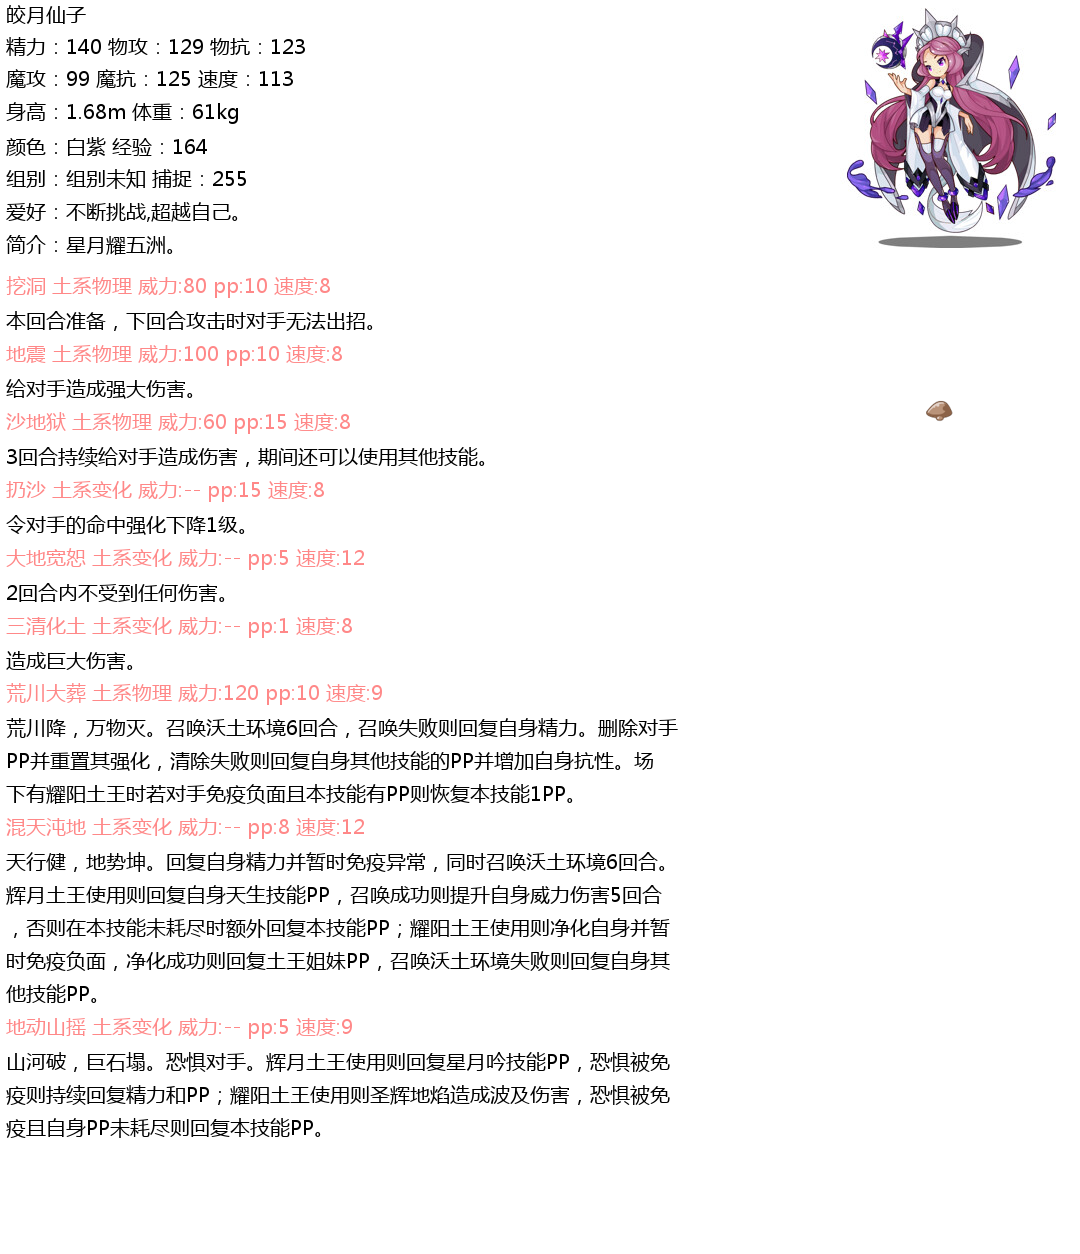 皎月仙子
精力：140 物攻：129 物抗：123
魔攻：99 魔抗：125 速度：113
身高：1.68m 体重：61kg
颜色：白紫 经验：164
组别：组别未知 捕捉：255
爱好：不断挑战,超越自己。
简介：星月耀五洲。
挖洞 土系物理 威力:80 pp:10 速度:8
本回合准备，下回合攻击时对手无法出招。
地震 土系物理 威力:100 pp:10 速度:8
给对手造成强大伤害。
沙地狱 土系物理 威力:60 pp:15 速度:8
3回合持续给对手造成伤害，期间还可以使用其他技能。
扔沙 土系变化 威力:-- pp:15 速度:8
令对手的命中强化下降1级。
大地宽恕 土系变化 威力:-- pp:5 速度:12
2回合内不受到任何伤害。
三清化土 土系变化 威力:-- pp:1 速度:8
造成巨大伤害。
荒川大葬 土系物理 威力:120 pp:10 速度:9
荒川降，万物灭。召唤沃土环境6回合，召唤失败则回复自身精力。删除对手
PP并重置其强化，清除失败则回复自身其他技能的PP并增加自身抗性。场
下有耀阳土王时若对手免疫负面且本技能有PP则恢复本技能1PP。
混天沌地 土系变化 威力:-- pp:8 速度:12
天行健，地势坤。回复自身精力并暂时免疫异常，同时召唤沃土环境6回合。
辉月土王使用则回复自身天生技能PP，召唤成功则提升自身威力伤害5回合
，否则在本技能未耗尽时额外回复本技能PP；耀阳土王使用则净化自身并暂
时免疫负面，净化成功则回复土王姐妹PP，召唤沃土环境失败则回复自身其
他技能PP。
地动山摇 土系变化 威力:-- pp:5 速度:9
山河破，巨石塌。恐惧对手。辉月土王使用则回复星月吟技能PP，恐惧被免
疫则持续回复精力和PP；耀阳土王使用则圣辉地焰造成波及伤害，恐惧被免
疫且自身PP未耗尽则回复本技能PP。